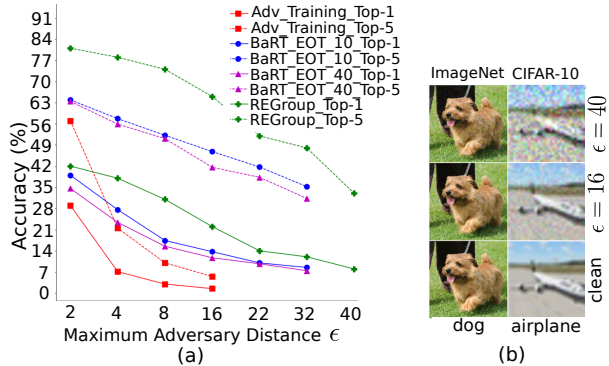 Accuracy (%)
91
84
77
70
63
56
49
42
35
28
21
14
7
0
Adv_Training_Top-1
Adv_Training_Top-5
BaRT_EOT_10_Top-1
BaRT_EOT_10_Top-5
BaRT_EOT_40_Top-1
BaRT_EOT_40_Top-5
REGroup_Top-1
REGroup_Top-5
2 4 8 16 22 32 40
Maximum Adversary Distance ϵ
(a)
ImageNet CIFAR-10
ϵ = 40
ϵ = 16
clean
dog airplane
(b)